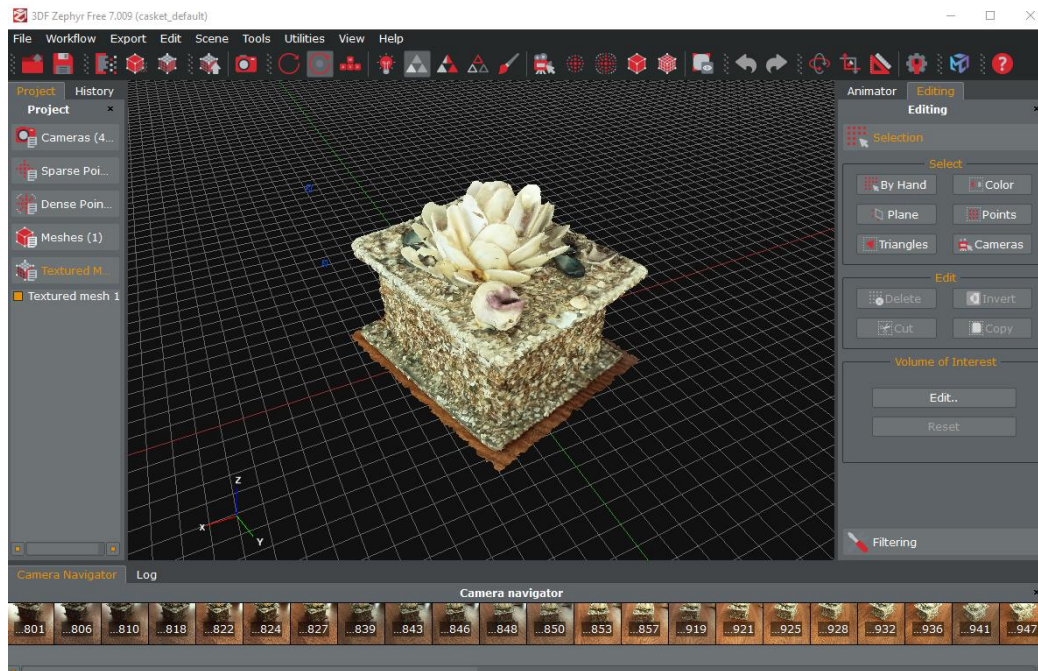 3DF Zephyr Free 7.009 (casket_default)
File Workflow Export Edit Scene Tools Utilities View Help
Project History
Project
Cameras (4...
Sparse Poi...
Dense Poin...
Meshes (1)
Textured M...
Textured mesh 1
Z
X
Y
Animator Editing
Editing
Selection
Select
By Hand Color
Plane Points
Triangles Cameras
Edit
Delete Invert
Cut Copy
Volume of Interest
Edit..
Reset
Filtering
Camera Navigator Log
Camera navigator
...801 ...806 ...810 ...818 ...822 ...824 ...827 ...839 ...843 ...846 ...848 ...850 ...853 ...857 ...919 ...921 ...925 ...928 ...932 ...936 ...941 ...947